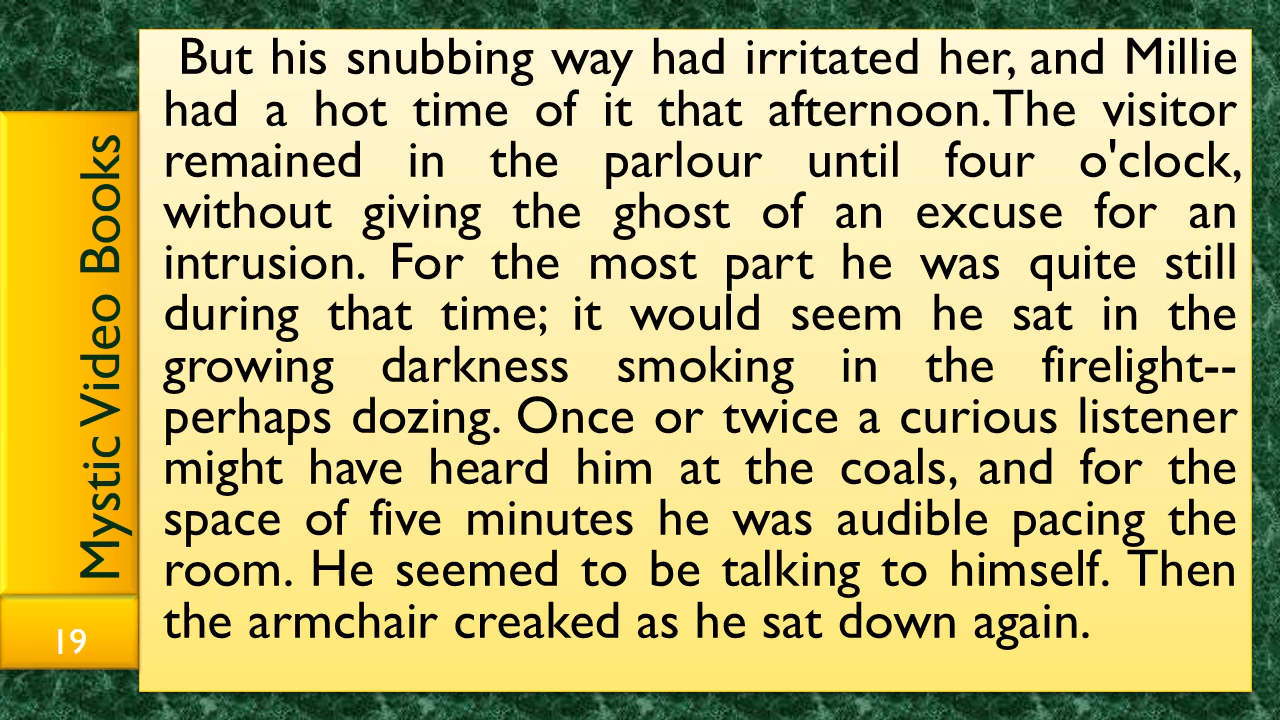 But his snubbing way had irritated her, and Millie
had a hot time of it that afternoon.The visitor
remained in the parlour until four o'clock,
without giving the ghost of an excuse for an
intrusion. For the most part he was quite still
during that time; it would seem he sat in the
growing darkness smoking in the firelight--
perhaps dozing. Once or twice a curious listener
might have heard him at the coals, and for the
space of five minutes he was audible pacing the
room. He seemed to be talking to himself. Then
the armchair creaked as he sat down again.
Mystic Video Books
19